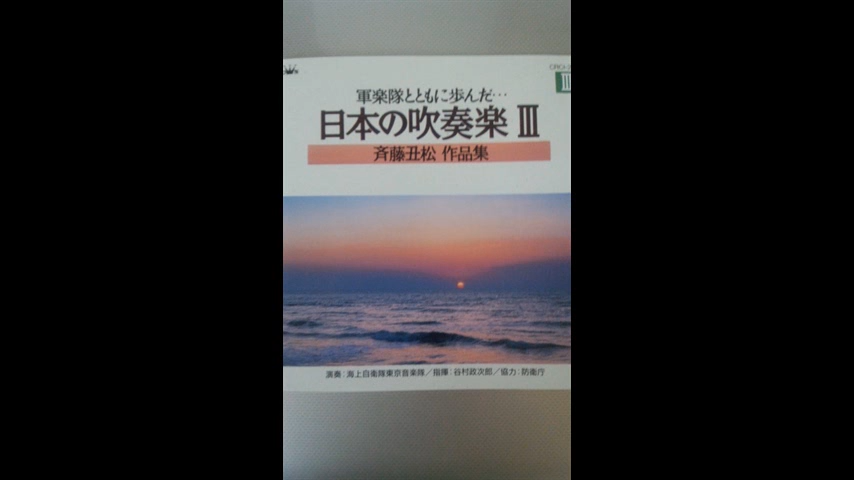 軍楽隊とともに歩んだ…
日本の吹奏楽 III
斉藤丑松 作品集
演奏:海上自衛隊東京音楽隊/指揮:谷村政次郎/協力:防衛庁
III